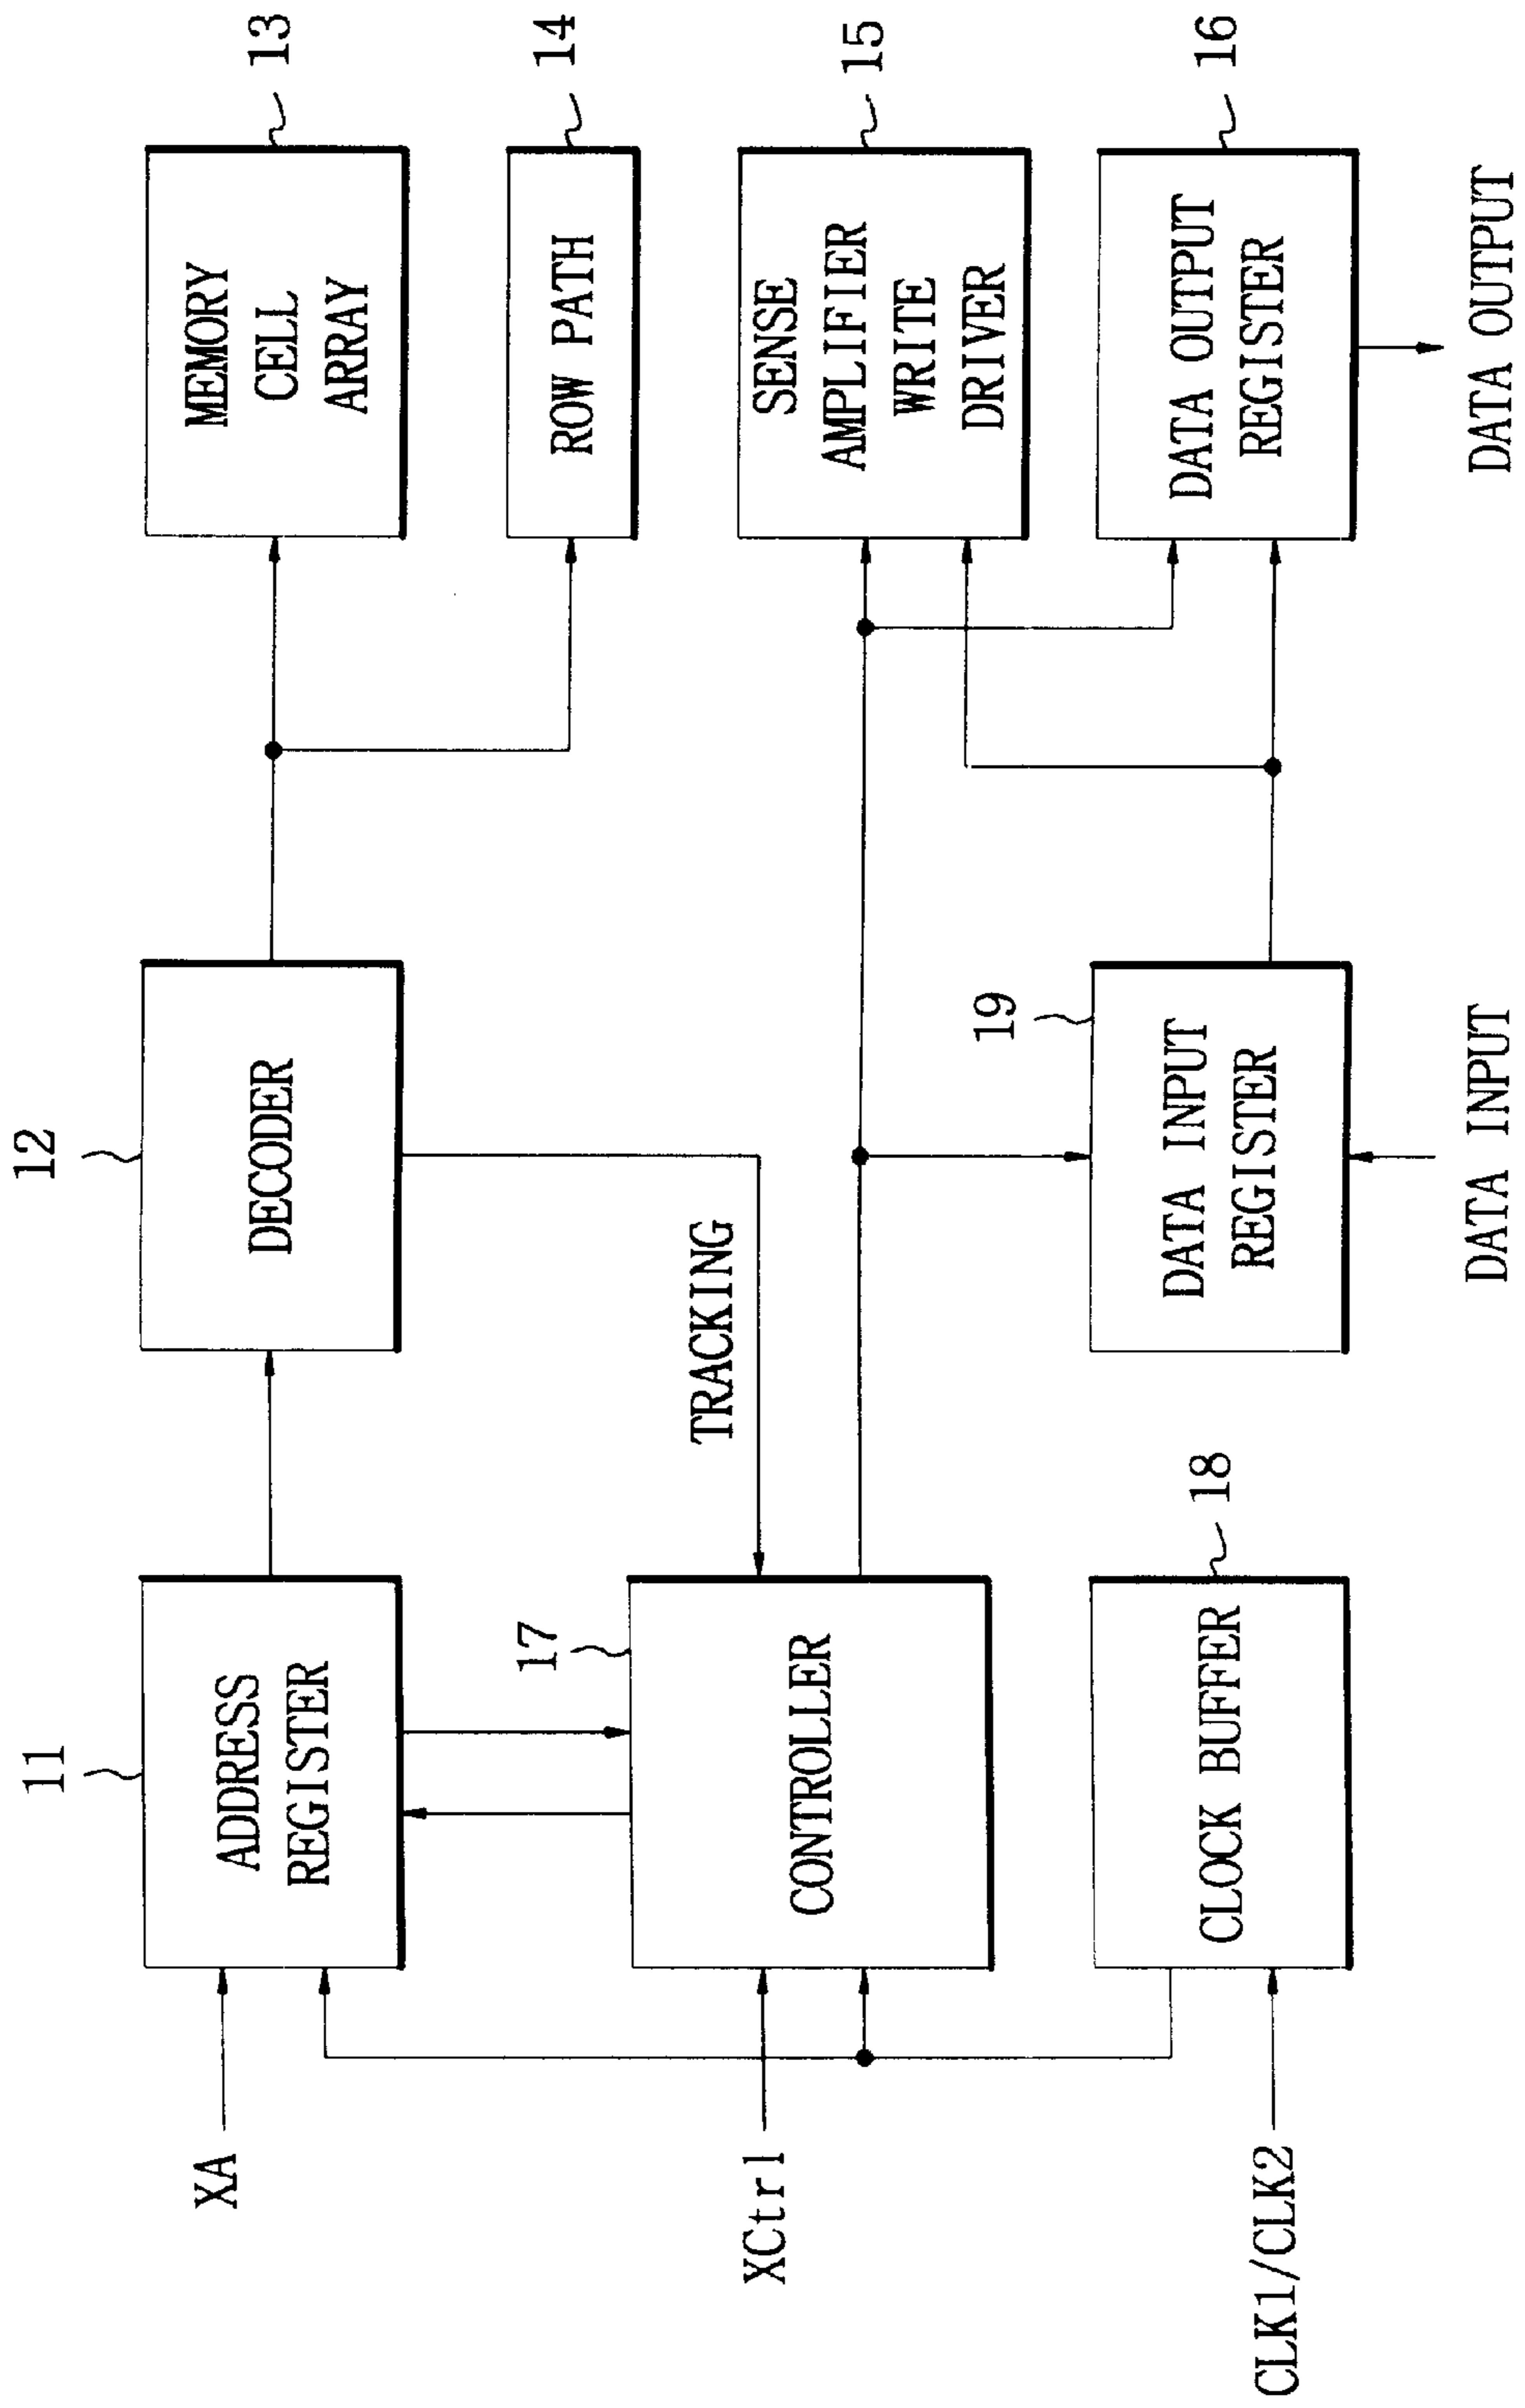 11
ADDRESS
REGISTER
XA
12
DECODER
MEMORY
CELL
ARRAY
13
ROW PATH
14
17
CONTROLLER
XCtrl
TRACKING
SENSE
AMPLIFIER
WRITE
DRIVER
15
CLOCK BUFFER
18
CLK1/CLK2
19
DATA INPUT
REGISTER
DATA INPUT
DATA OUTPUT
REGISTER
16
DATA OUTPUT